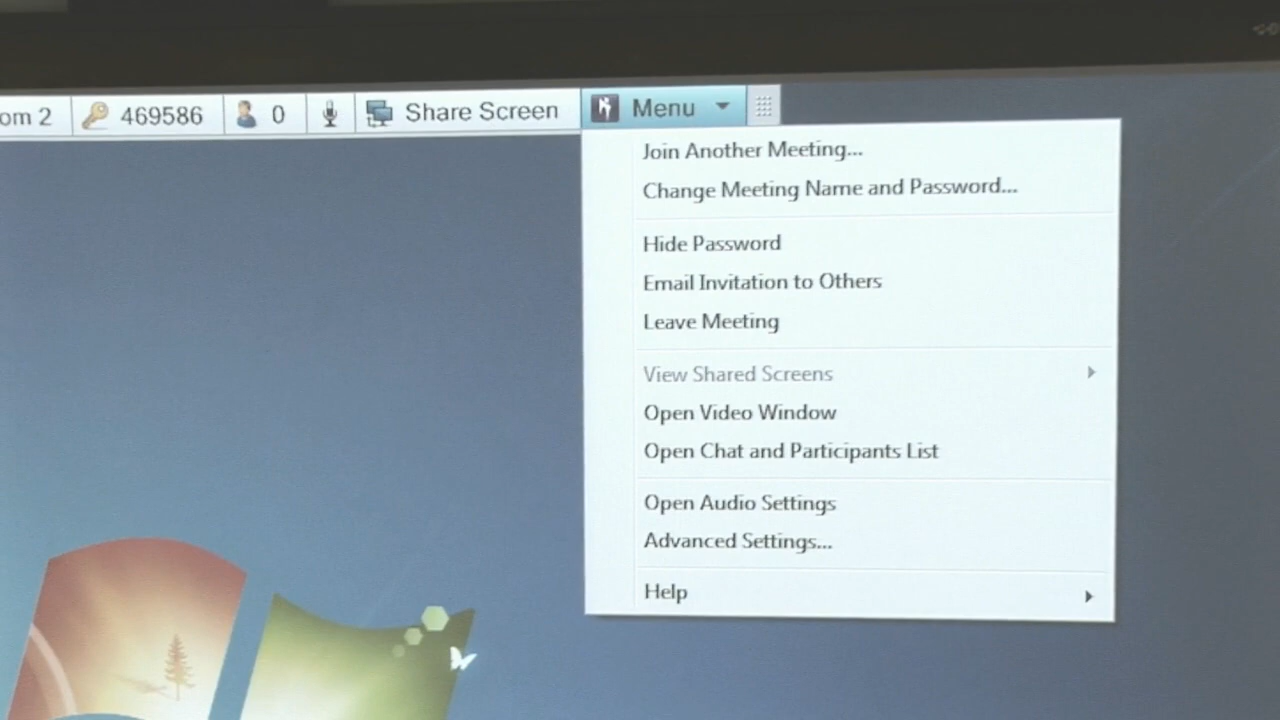 om 2 469586 0 Share Screen Menu
Join Another Meeting...
Change Meeting Name and Password...
Hide Password
Email Invitation to Others
Leave Meeting
View Shared Screens
Open Video Window
Open Chat and Participants List
Open Audio Settings
Advanced Settings...
Help